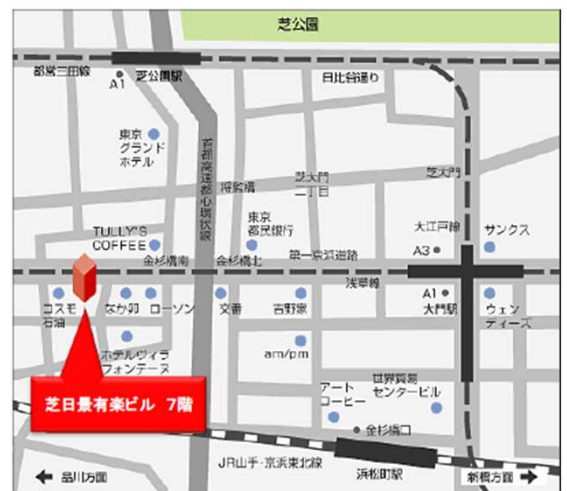 芝公園
都営三田線
芝公園駅
A1
日比谷通り
東京
グランド
ホテル
首都高速都心環状線
将監橋
芝大門
二丁目
芝大門
東京
都民銀行
大江戸線
サンクス
TULLY'S
COFFEE
金杉橋南
金杉橋北
第一京浜道路
A3
浅草線
コスモ
石油
なか卯
ローソン
交番
吉野家
A1
大門駅
ウェン
ディーズ
ホテルヴィラ
フォンテーヌ
am/pm
芝日景有楽ビル 7階
アート
コーヒー
世界貿易
センタービル
金杉橋口
JR山手・京浜東北線
浜松町駅
品川方面
新橋方面